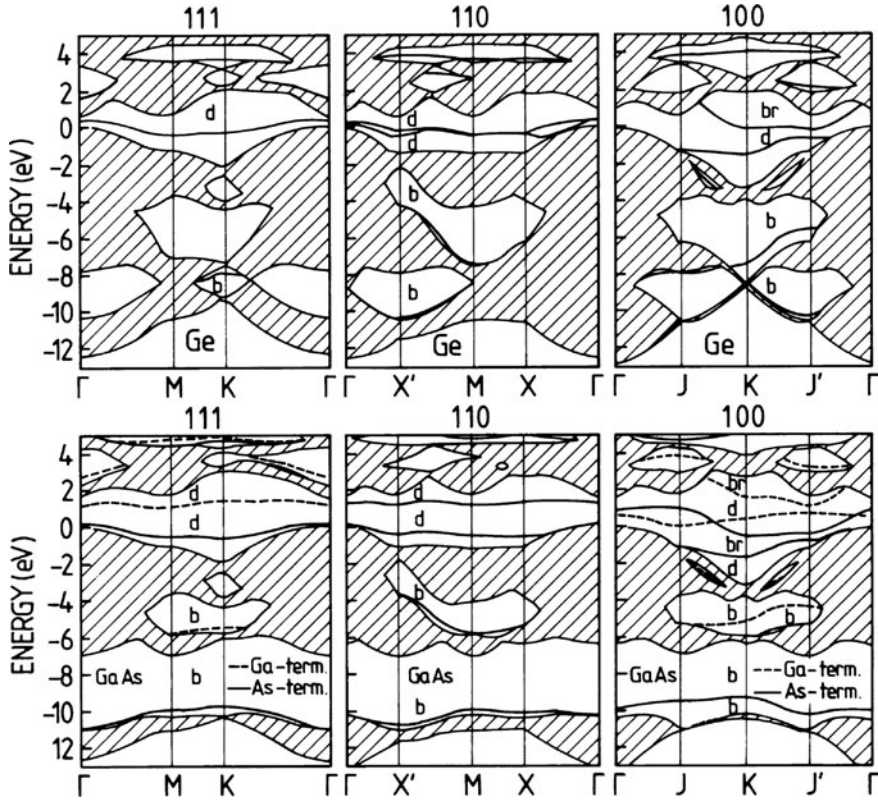 111 110 100
ENERGY (eV)
4
2
0
-2
-4
-6
-8
-10
-12
d
b
Ge
d
d
b
b
Ge
br
d
b
b
Ge
Γ M K Γ
Γ X' M X Γ
Γ J K J' Γ
111 110 100
ENERGY (eV)
4
2
0
-2
-4
-6
-8
-10
12
d
d
b
GaAs b
--- Ga-term.
— As-term.
d
d
b
GaAs
b
br
d
br
d
b b
GaAs b
--- Ga-term.
— As-term.
b
Γ M K Γ
Γ X' M X Γ
Γ J K J' Γ